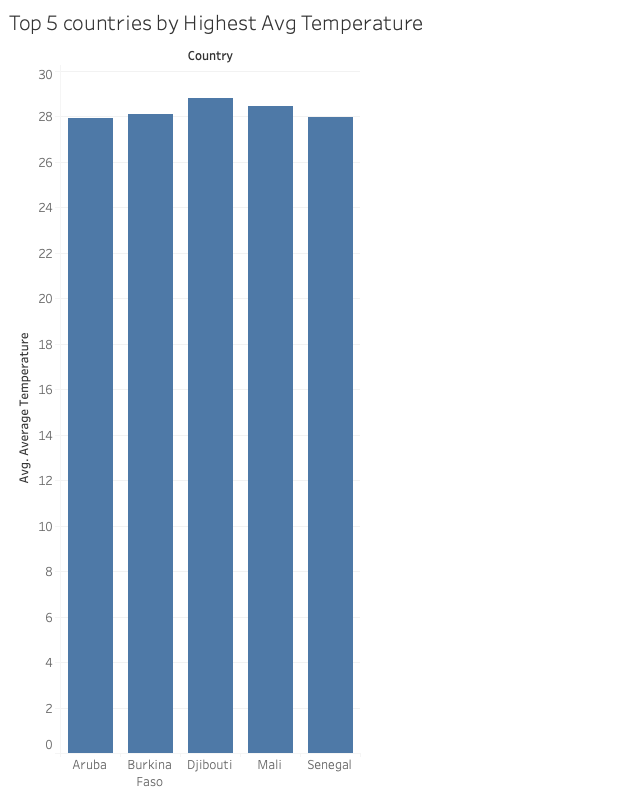 Top 5 countries by Highest Avg Temperature
Country
Avg. Average Temperature
30
28
26
24
22
20
18
16
14
12
10
8
6
4
2
0
Aruba
Burkina
Faso
Djibouti
Mali
Senegal